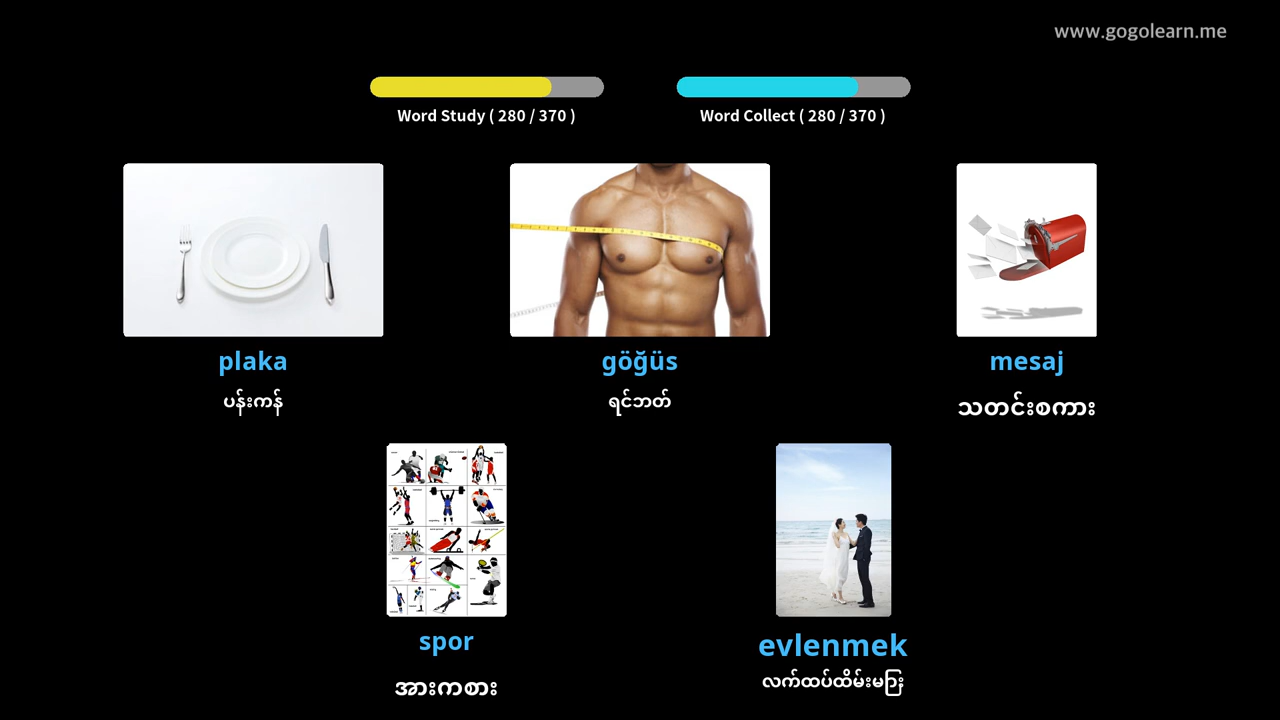 www.gogolearn.me
Word Study ( 280 / 370 )
Word Collect ( 280 / 370 )
plaka
göğüs
mesaj
ပန်းကန်
ရင်ဘတ်
သတင်းစကား
spor
evlenmek
အားကစား
လက်ထပ်ထိမ်းမြား